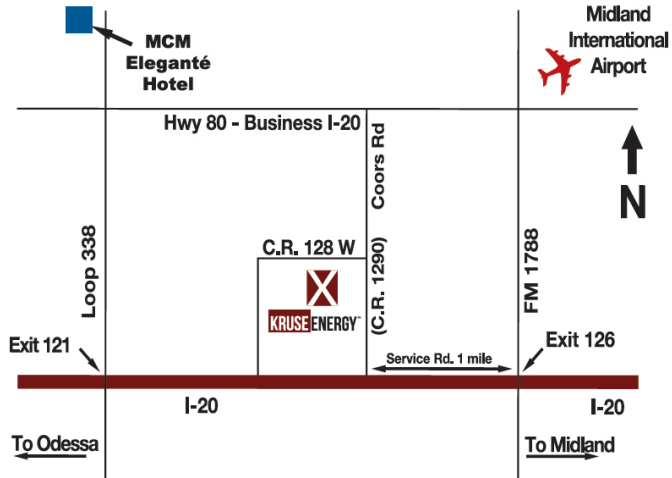 MCM
Eleganté
Hotel
Midland
International
Airport
Hwy 80 - Business I-20
Coors Rd
(C.R. 1290)
N
Loop 338
C.R. 128 W
FM 1788
KRUSE ENERGY™
Exit 121
Service Rd. 1 mile
Exit 126
I-20
I-20
To Odessa
To Midland